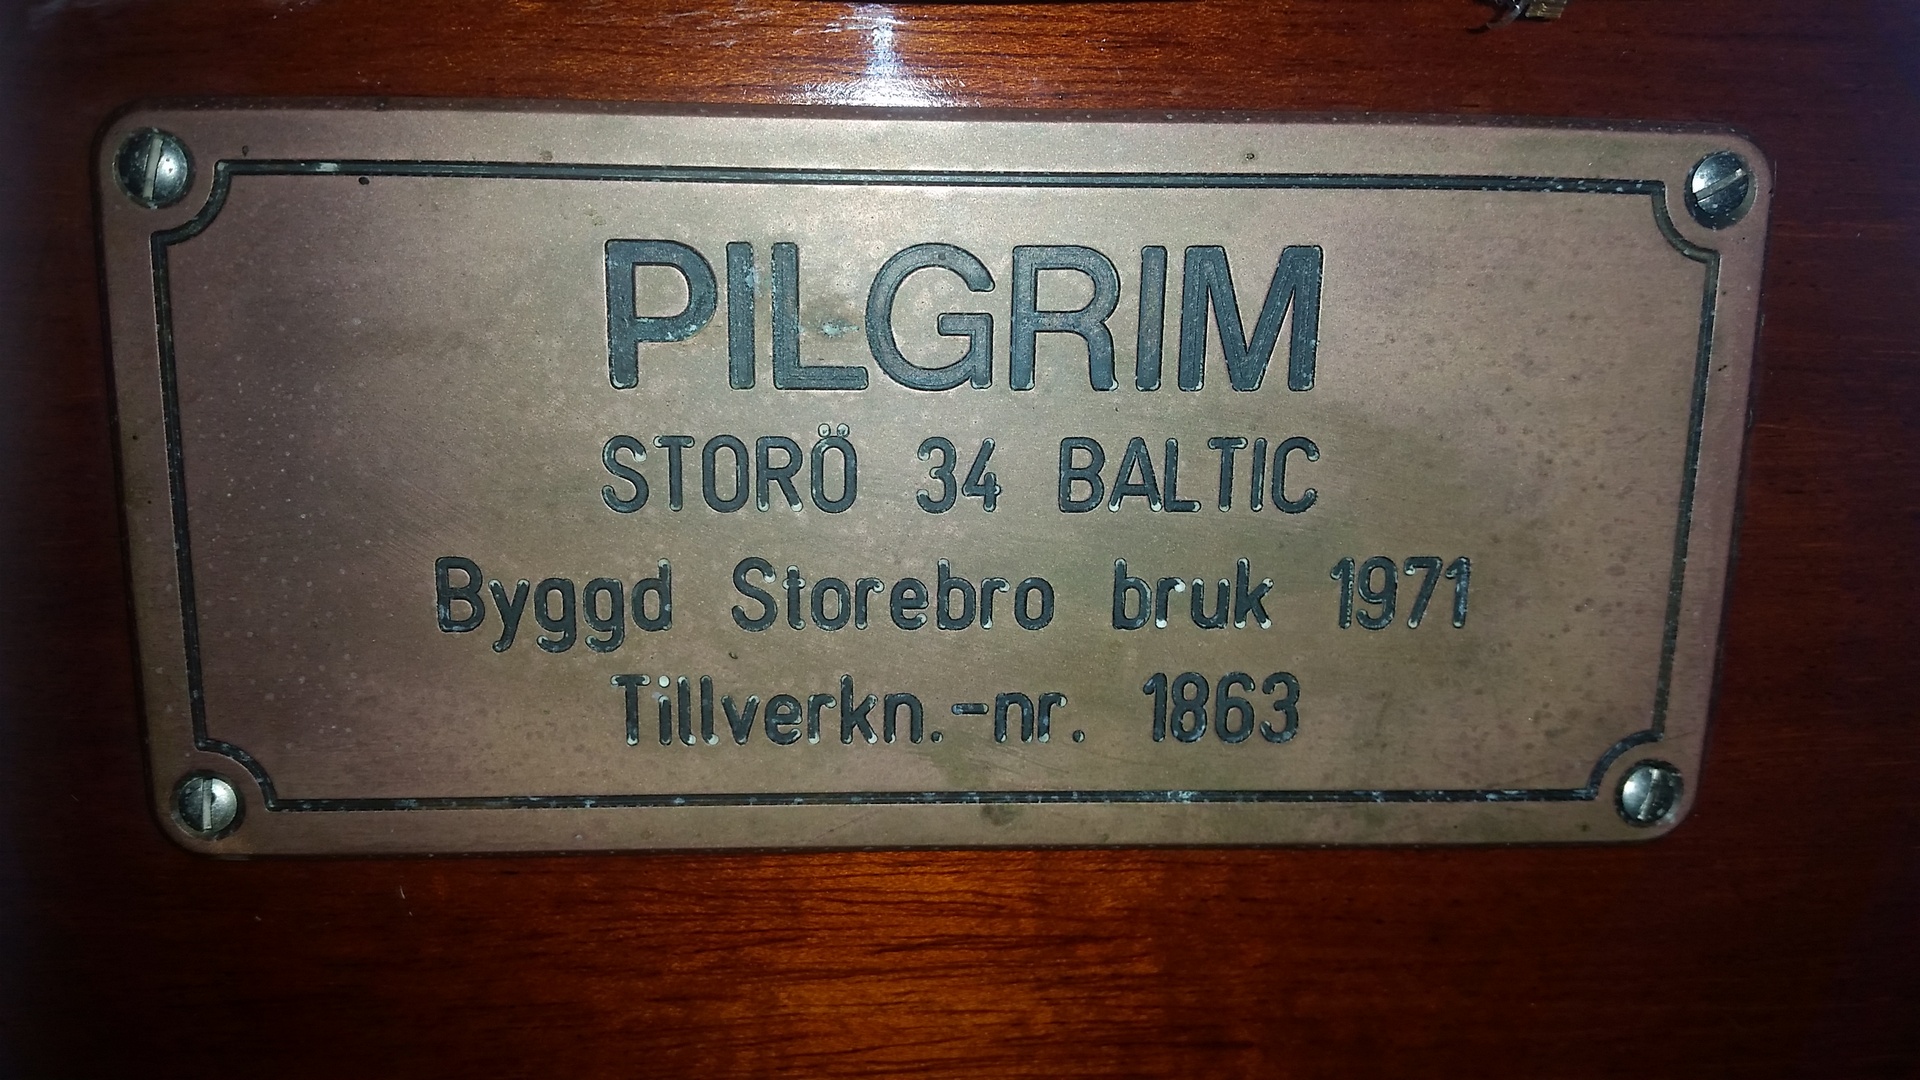 PILGRIM
STORÖ 34 BALTIC
Byggd Storebro bruk 1971
Tillverkn.-nr. 1863